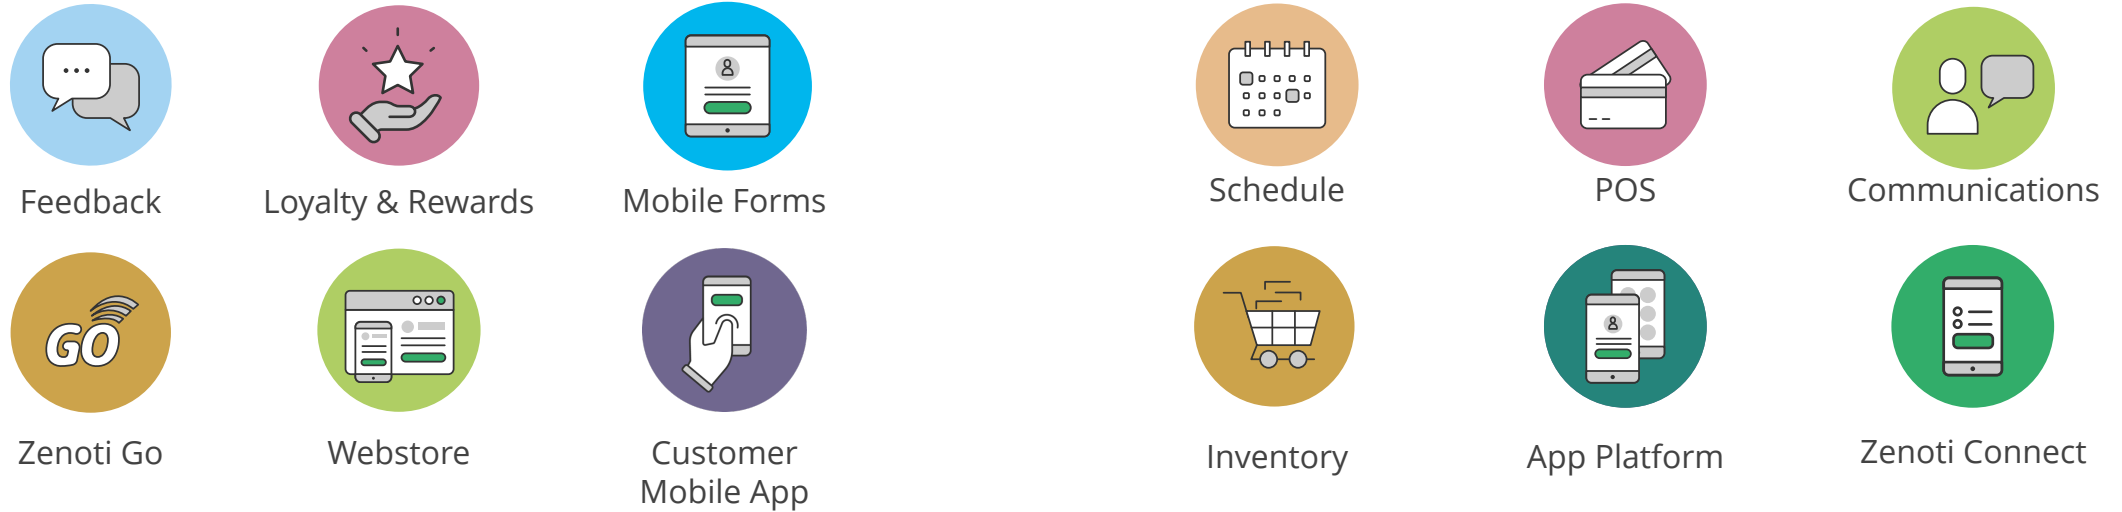 Feedback
Loyalty & Rewards
Mobile Forms
Schedule
POS
Communications
GO
Zenoti Go
Webstore
Customer
Mobile App
Inventory
App Platform
Zenoti Connect